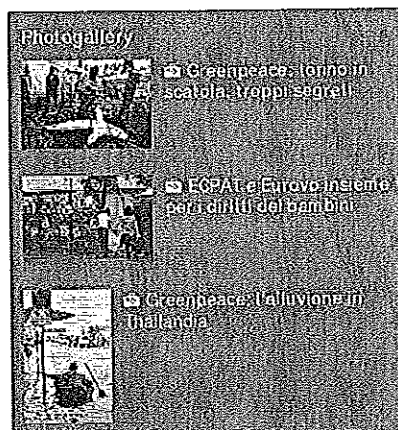 Photogallery
Greenpeace: tonno in
scatola, troppi segreti
ECPAT e Eurovo insieme
per i diritti dei bambini
Greenpeace: l'alluvione in
Thailandia